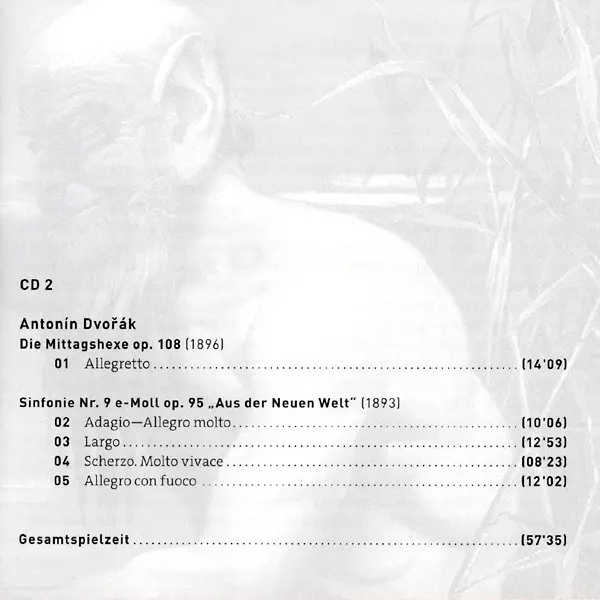 CD 2
Antonín Dvořák
Die Mittagshexe op. 108 (1896)
01 Allegretto (14'09)
Sinfonie Nr. 9 e-Moll op. 95 „Aus der Neuen Welt“ (1893)
02 Adagio—Allegro molto (10'06)
03 Largo (12'53)
04 Scherzo. Molto vivace (08'23)
05 Allegro con fuoco (12'02)
Gesamtspielzeit (57'35)